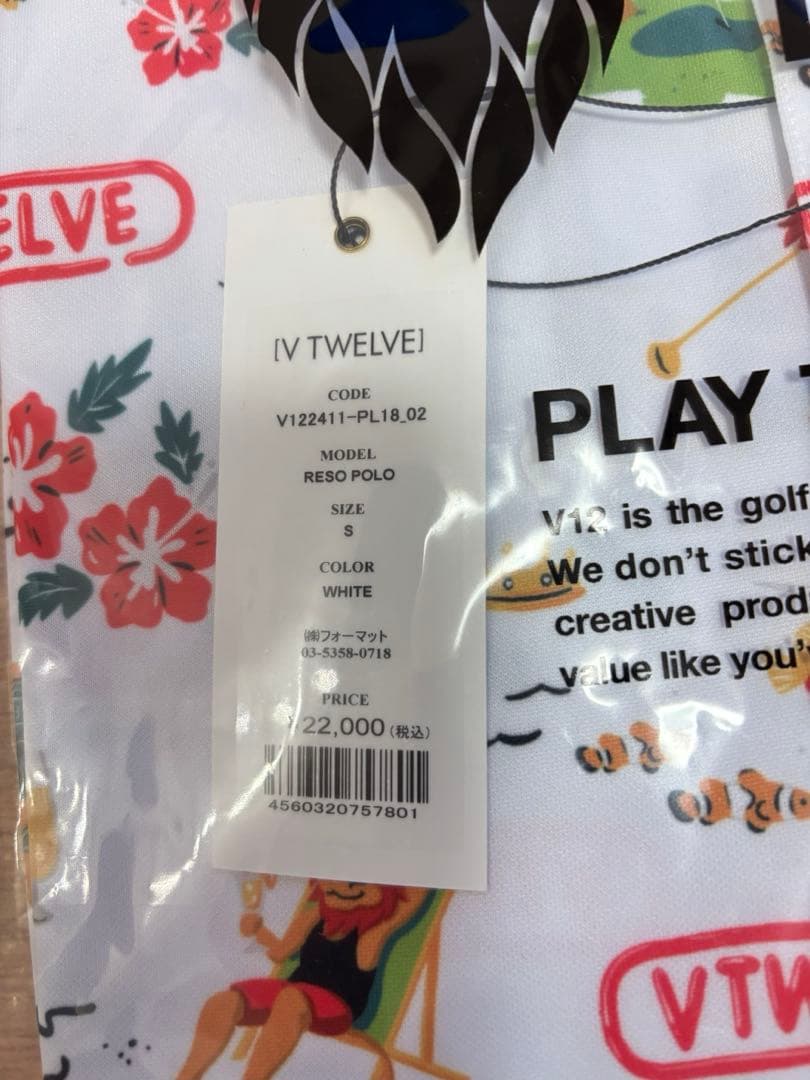 ELVE
[V TWELVE]
CODE
V122411-PL18_02
MODEL
RESO POLO
SIZE
S
COLOR
WHITE
㈱フォーマット
03-5358-0718
PRICE
¥22,000(税込)
4560320757801
PLAY
V12 is the golf
We don't stick
creative prod
value like you'
VTW